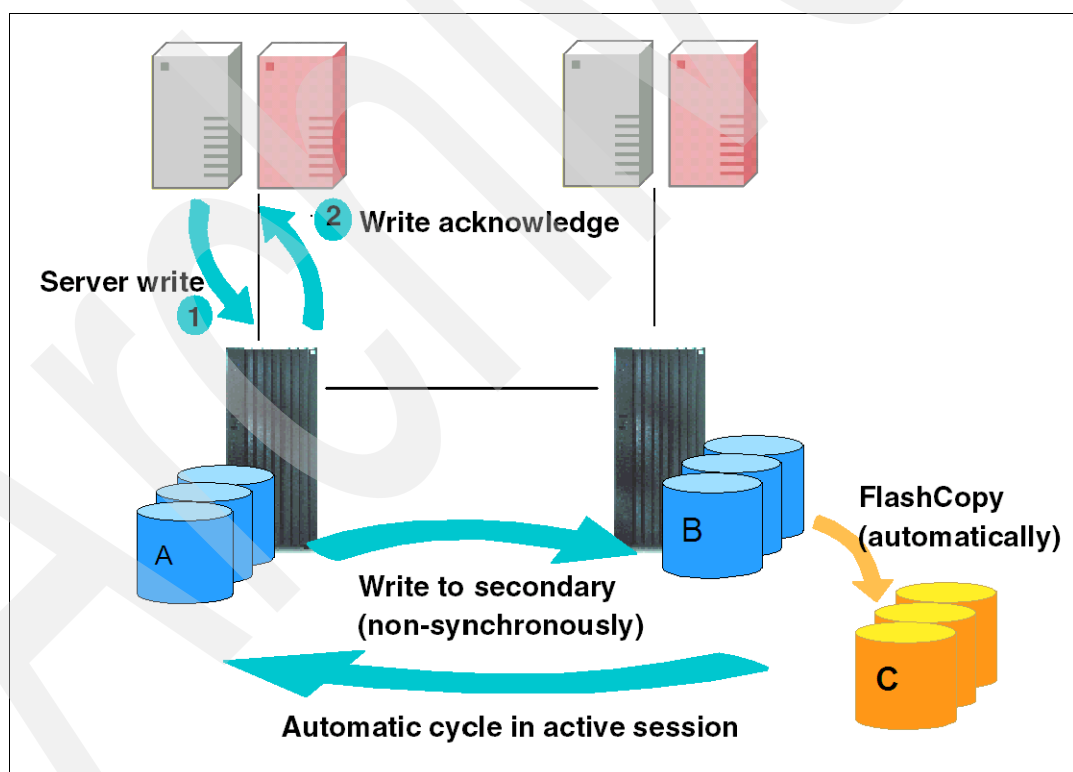 2 Write acknowledge
Server write
1
A
B
FlashCopy
(automatically)
Write to secondary
(non-synchronously)
C
Automatic cycle in active session